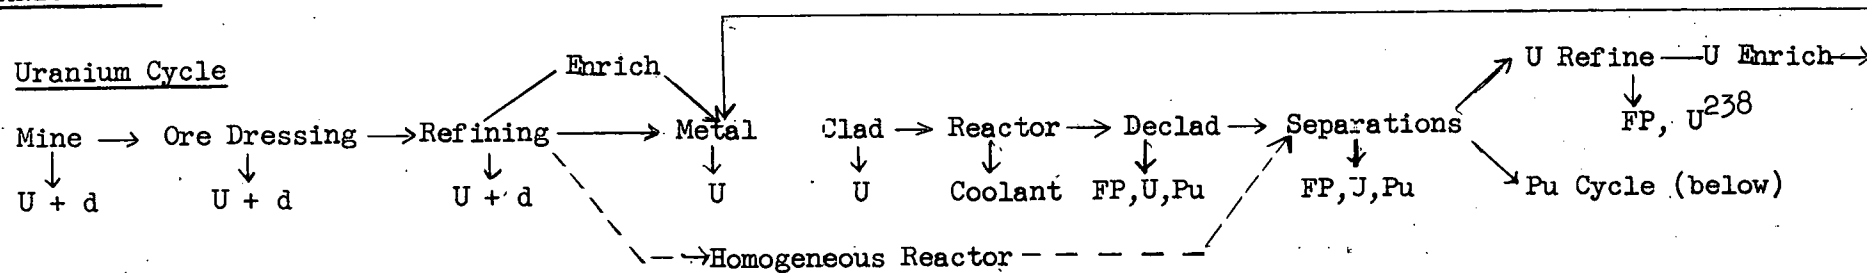 Uranium Cycle
Enrich
U Refine U Enrich
Mine Ore Dressing Refining Metal Clad Reactor Declad Separations
FP, U238
U + d U + d U + d U U Coolant FP,U,Pu FP,U,Pu Pu Cycle (below)
Homogeneous Reactor